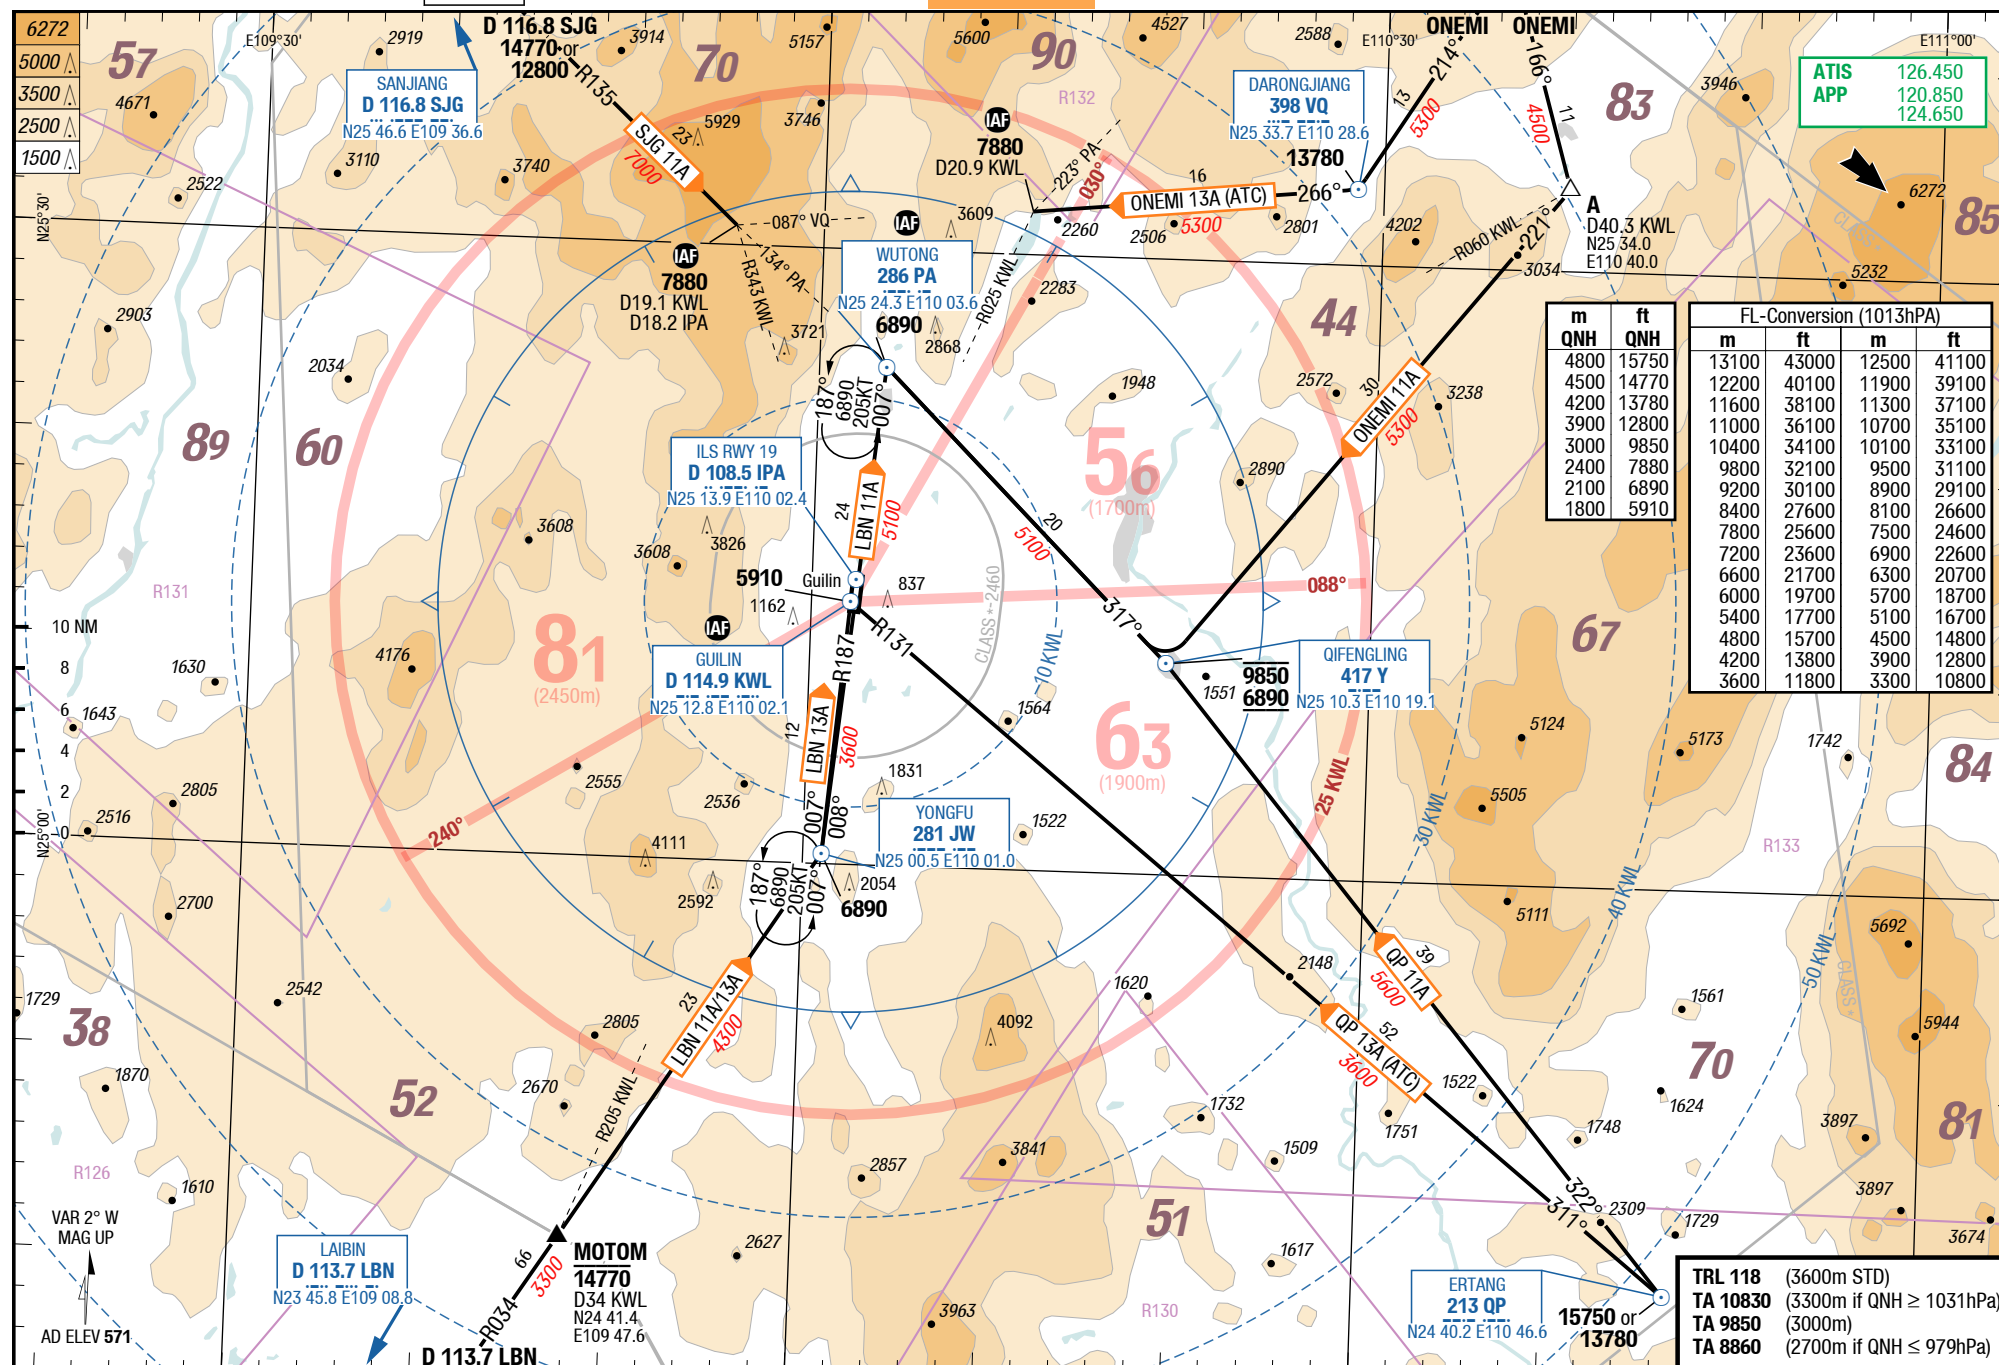 6272
5000
3500
2500
1500
57
4671
2522
E109°30'
2919
D 116.8 SJG
14770 or
12800
R135
3914
70
5157
5600
90
4527
R132
2588
E110°30'
ONEMI
ONEMI
214°
13
5300
166°
11
4500
83
3946
E111°00'
ATIS 126.450
APP 120.850
124.650
SANJIANG
D 116.8 SJG
N25 46.6 E109 36.6
3110
3740
SJG 11A
23
7000
5929
3746
IAF
7880
D20.9 KWL
223° PA
030°
DARONGJIANG
398 VQ
N25 33.7 E110 28.6
13780
16
ONEMI 13A (ATC)
266°
5300
2260
2506
2801
4202
R060 KWL
221°
A
D40.3 KWL
N25 34.0
E110 40.0
3034
CLASS *
6272
85
5232
N25°30'
087° VQ
IAF
3609
134° PA
R343 KWL
IAF
7880
D19.1 KWL
D18.2 IPA
WUTONG
286 PA
N25 24.3 E110 03.6
6890
2868
R025 KWL
2283
3721
2903
2034
44
m ft
QNH QNH
4800 15750
4500 14770
4200 13780
3900 12800
3000 9850
2400 7880
2100 6890
1800 5910
FL-Conversion (1013hPA)
m ft m ft
13100 43000 12500 41100
12200 40100 11900 39100
11600 38100 11300 37100
11000 36100 10700 35100
10400 34100 10100 33100
9800 32100 9500 31100
9200 30100 8900 29100
8400 27600 8100 26600
7800 25600 7500 24600
7200 23600 6900 22600
6600 21700 6300 20700
6000 19700 5700 18700
5400 17700 5100 16700
4800 15700 4500 14800
4200 13800 3900 12800
3600 11800 3300 10800
187°
6890
205KT
007°
1948
2572
30
ONEMI 11A
5300
3238
2890
89
60
56
(1700m)
ILS RWY 19
D 108.5 IPA
N25 13.9 E110 02.4
24
LBN 11A
5100
20
5100
3608
3608
3826
R131
5910
Guilin
1162
837
CLASS *-2460
088°
10 NM
8
6
4
2
0
IAF
81
(2450m)
4176
1630
1643
GUILIN
D 114.9 KWL
N25 12.8 E110 02.1
R187
R131
10 KWL
317°
67
QIFENGLING
417 Y
N25 10.3 E110 19.1
9850
6890
1551
12
LBN 13A
3600
1564
63
(1900m)
5124
5173
1742
84
25 KWL
30 KWL
5505
2555
2536
1831
2805
2516
N25°00'
240°
007°
008°
YONGFU
281 JW
N25 00.5 E110 01.0
1522
R133
4111
2592
187°
6890
205KT
007°
2054
6890
40 KWL
5111
2700
5692
50 KWL
CLASS *
39
QP 11A
5600
2148
1620
1561
5944
2542
1729
38
23
LBN 11A/13A
4300
2805
4092
52
QP 13A (ATC)
3600
70
1870
52
2670
R205 KWL
1522
1624
1732
1751
1748
3897
81
R126
1610
2857
3841
1509
322°
311°
2309
3897
1729
3674
VAR 2° W
MAG UP
AD ELEV 571
LAIBIN
D 113.7 LBN
N23 45.8 E109 08.8
66
3300
R034
D 113.7 LBN
MOTOM
14770
D34 KWL
N24 41.4
E109 47.6
2627
3963
51
1617
R130
ERTANG
213 QP
N24 40.2 E110 46.6
15750 or
13780
TRL 118 (3600m STD)
TA 10830 (3300m if QNH ≥ 1031hPa)
TA 9850 (3000m)
TA 8860 (2700m if QNH ≤ 979hPa)